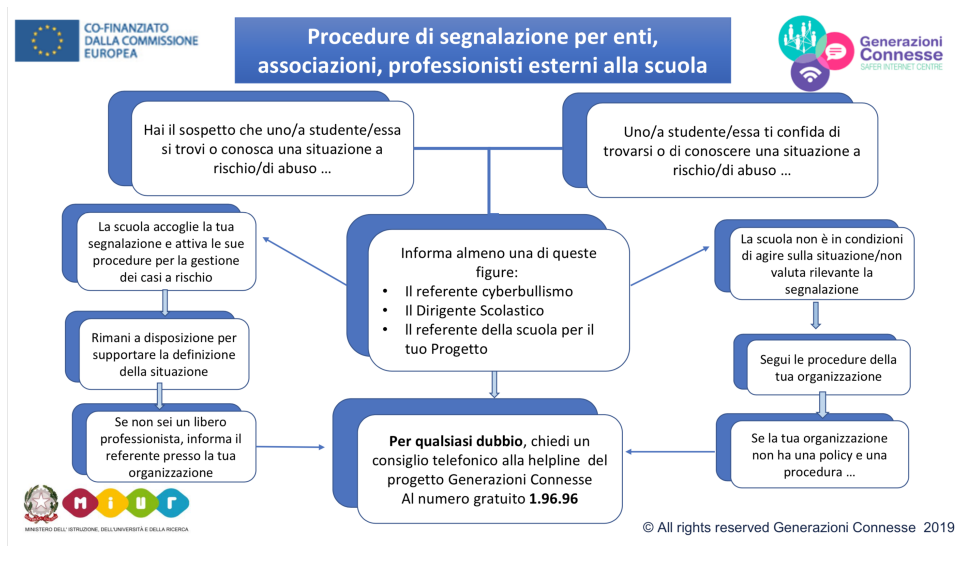 CO-FINANZIATO
DALLA COMMISSIONE
EUROPEA
Procedure di segnalazione per enti,
associazioni, professionisti esterni alla scuola
Generazioni
Connesse
SAFER INTERNET CENTRE
Hai il sospetto che uno/a studente/essa
si trovi o conosca una situazione a
rischio/di abuso ...
Uno/a studente/essa ti confida di
trovarsi o di conoscere una situazione a
rischio/di abuso ...
La scuola accoglie la tua
segnalazione e attiva le sue
procedure per la gestione
dei casi a rischio
Informa almeno una di queste
figure:
• Il referente cyberbullismo
• Il Dirigente Scolastico
• Il referente della scuola per il
tuo Progetto
La scuola non è in condizioni
di agire sulla situazione/non
valuta rilevante la
segnalazione
Rimani a disposizione per
supportare la definizione
della situazione
Segui le procedure della
tua organizzazione
Se non sei un libero
professionista, informa il
referente presso la tua
organizzazione
Per qualsiasi dubbio, chiedi un
consiglio telefonico alla helpline del
progetto Generazioni Connesse
Al numero gratuito 1.96.96
Se la tua organizzazione
non ha una policy e una
procedura ...
miur
MINISTERO DELL' ISTRUZIONE, DELL'UNIVERSITÀ E DELLA RICERCA
© All rights reserved Generazioni Connesse 2019